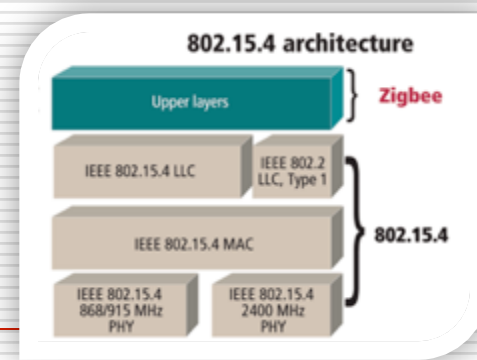 802.15.4 architecture
Upper layers
Zigbee
IEEE 802.15.4 LLC
IEEE 802.2
LLC, Type 1
802.15.4
IEEE 802.15.4 MAC
IEEE 802.15.4
868/915 MHz
PHY
IEEE 802.15.4
2400 MHz
PHY